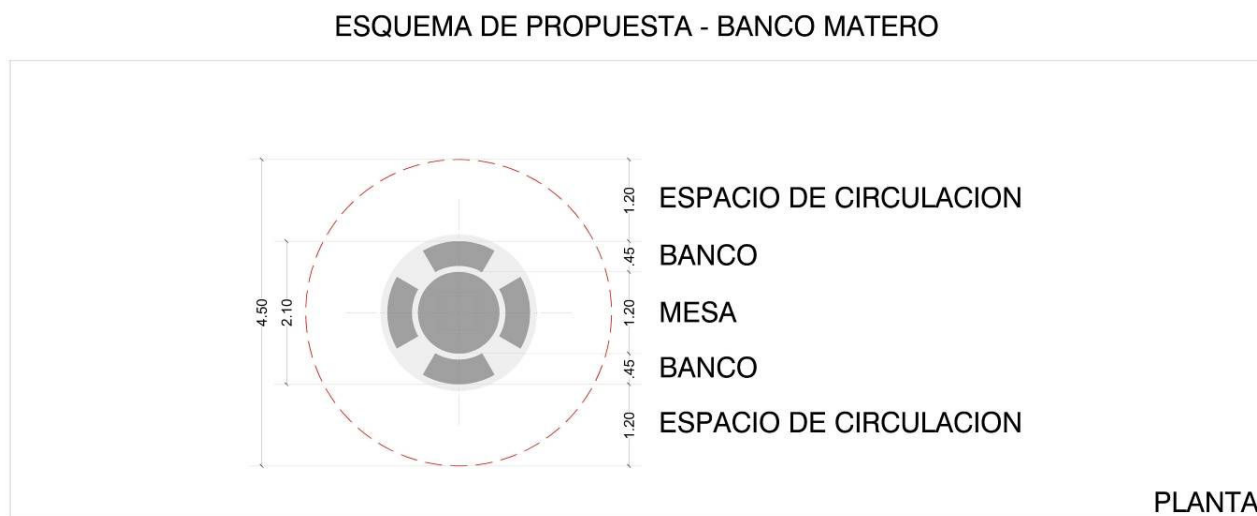 ESQUEMA DE PROPUESTA - BANCO MATERO
4.50
2.10
1.20
ESPACIO DE CIRCULACION
.45
BANCO
1.20
MESA
.45
BANCO
1.20
ESPACIO DE CIRCULACION
PLANTA